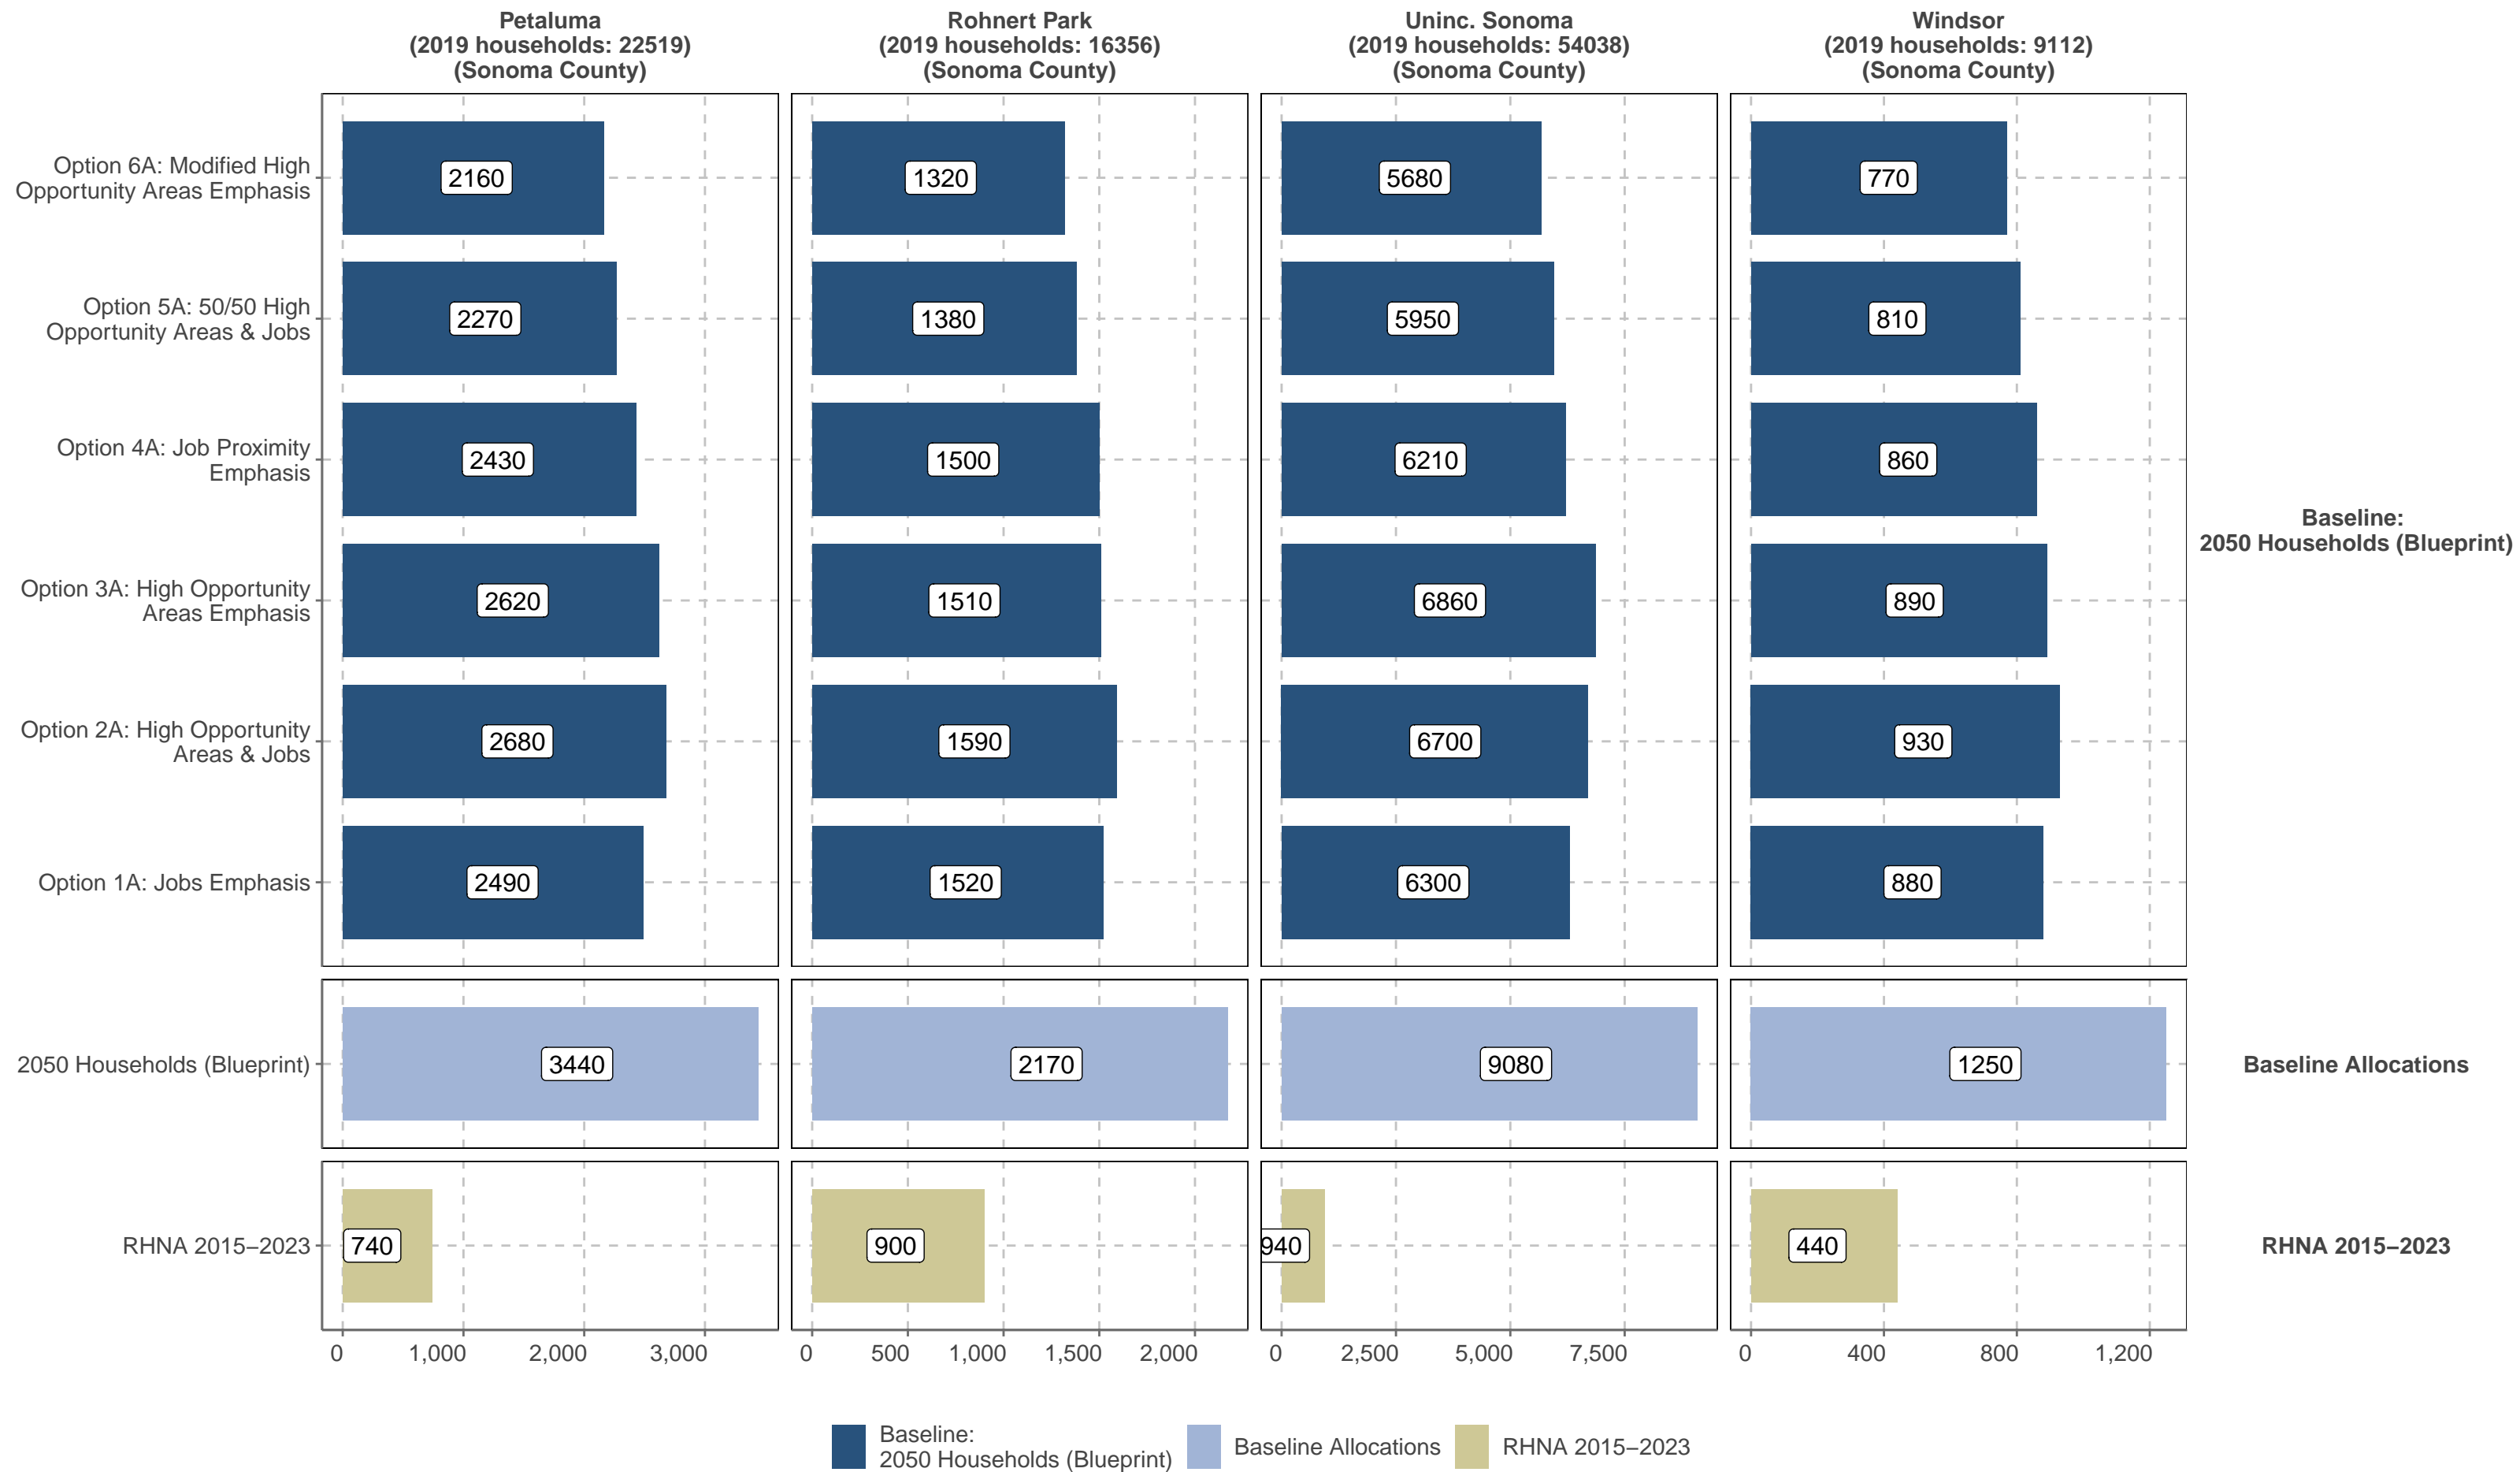 Petaluma
(2019 households: 22519)
(Sonoma County)
Rohnert Park
(2019 households: 16356)
(Sonoma County)
Uninc. Sonoma
(2019 households: 54038)
(Sonoma County)
Windsor
(2019 households: 9112)
(Sonoma County)
Option 6A: Modified High
Opportunity Areas Emphasis
2160
1320
5680
770
Option 5A: 50/50 High
Opportunity Areas & Jobs
2270
1380
5950
810
Option 4A: Job Proximity
Emphasis
2430
1500
6210
860
Baseline:
2050 Households (Blueprint)
Option 3A: High Opportunity
Areas Emphasis
2620
1510
6860
890
Option 2A: High Opportunity
Areas & Jobs
2680
1590
6700
930
Option 1A: Jobs Emphasis
2490
1520
6300
880
2050 Households (Blueprint)
3440
2170
9080
1250
Baseline Allocations
RHNA 2015–2023
740
900
940
440
RHNA 2015–2023
0 1,000 2,000 3,000
0 500 1,000 1,500 2,000
0 2,500 5,000 7,500
0 400 800 1,200
Baseline:
2050 Households (Blueprint)
Baseline Allocations
RHNA 2015–2023